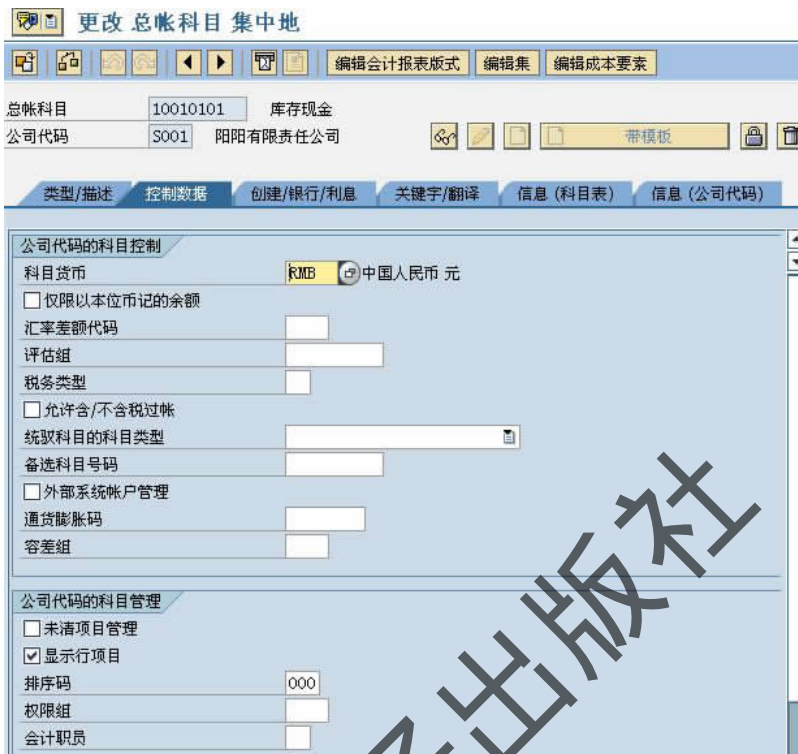 更改 总帐科目 集中地
编辑会计报表版式 编辑集 编辑成本要素
总帐科目 10010101 库存现金
公司代码 S001 阳阳有限责任公司 带模板
类型/描述 控制数据 创建/银行/利息 关键字/翻译 信息 (科目表) 信息 (公司代码)
公司代码的科目控制
科目货币 RMB 中国人民币 元
仅限以本位币记的余额
汇率差额代码
评估组
税务类型
允许含/不含税过帐
统驭科目的科目类型
备选科目号码
外部系统帐户管理
通货膨胀码
容差组
公司代码的科目管理
未清项目管理
显示行项目
排序码 000
权限组
会计职员
出版社